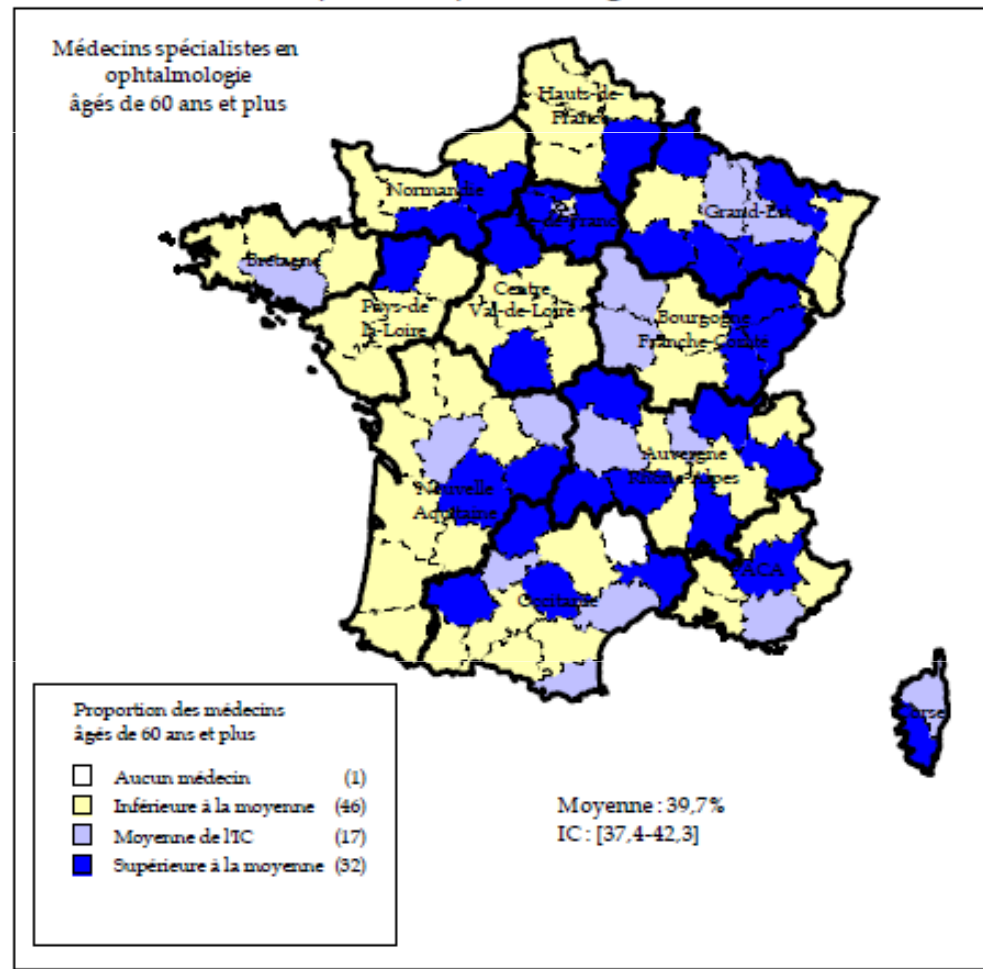 Médecins spécialistes en
ophtalmologie
âgés de 60 ans et plus
Hauts-de-
France
Normandie
Île-de-France
Grand-Est
Bretagne
Pays-de-
la-Loire
Centre
Val-de-Loire
Bourgogne
Franche-Comté
Nouvelle
Aquitaine
Auvergne
Rhône-Alpes
Occitanie
PACA
Corse
Proportion des médecins
âgés de 60 ans et plus
Aucun médecin (1)
Inférieure à la moyenne (46)
Moyenne de l'IC (17)
Supérieure à la moyenne (32)
Moyenne : 39,7%
IC : [37,4-42,3]